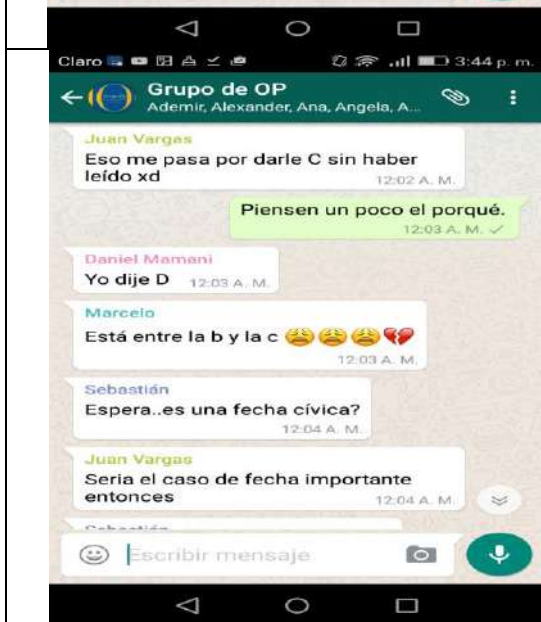 Claro 3:44 p. m.
Grupo de OP
Ademir, Alexander, Ana, Angela, A...
Juan Vargas
Eso me pasa por darle C sin haber
leído xd
12:02 A. M.
Piensen un poco el porqué.
12:03 A. M.
Daniel Mamani
Yo dije D 12:03 A. M.
Marcelo
Está entre la b y la c 😩😩😩💔
12:03 A. M.
Sebastián
Espera..es una fecha cívica?
12:04 A. M.
Juan Vargas
Seria el caso de fecha importante
entonces 12:04 A. M.
Sebastián
Escribir mensaje